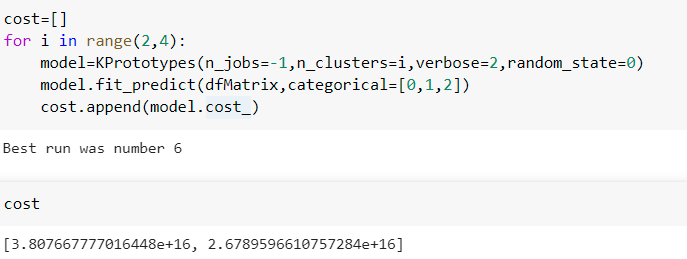 cost=[]
for i in range(2,4):
    model=KPrototypes(n_jobs=-1,n_clusters=i,verbose=2,random_state=0)
    model.fit_predict(dfMatrix,categorical=[0,1,2])
    cost.append(model.cost_)
Best run was number 6
cost
[3.807667777016448e+16, 2.6789596610757284e+16]